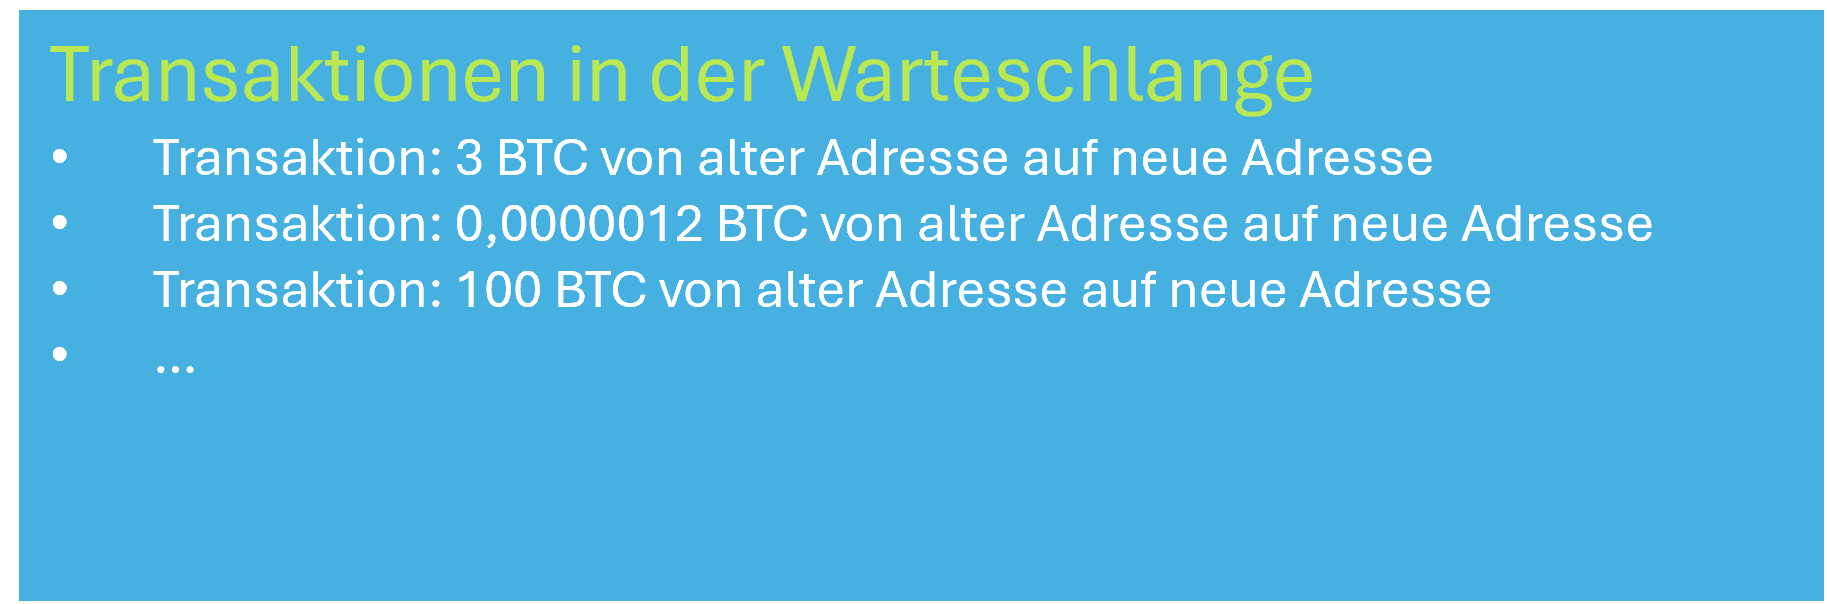 Transaktionen in der Warteschlange
• Transaktion: 3 BTC von alter Adresse auf neue Adresse
• Transaktion: 0,0000012 BTC von alter Adresse auf neue Adresse
• Transaktion: 100 BTC von alter Adresse auf neue Adresse
• ...